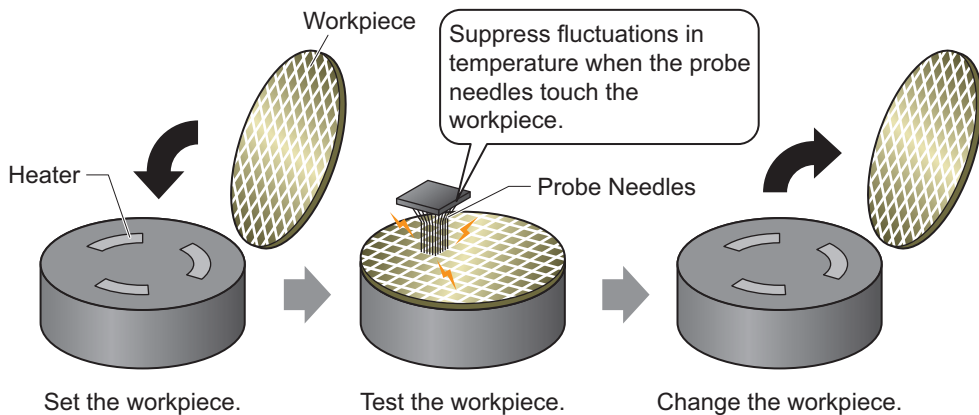 Workpiece
Suppress fluctuations in
temperature when the probe
needles touch the
workpiece.
Heater
Probe Needles
Set the workpiece.
Test the workpiece.
Change the workpiece.